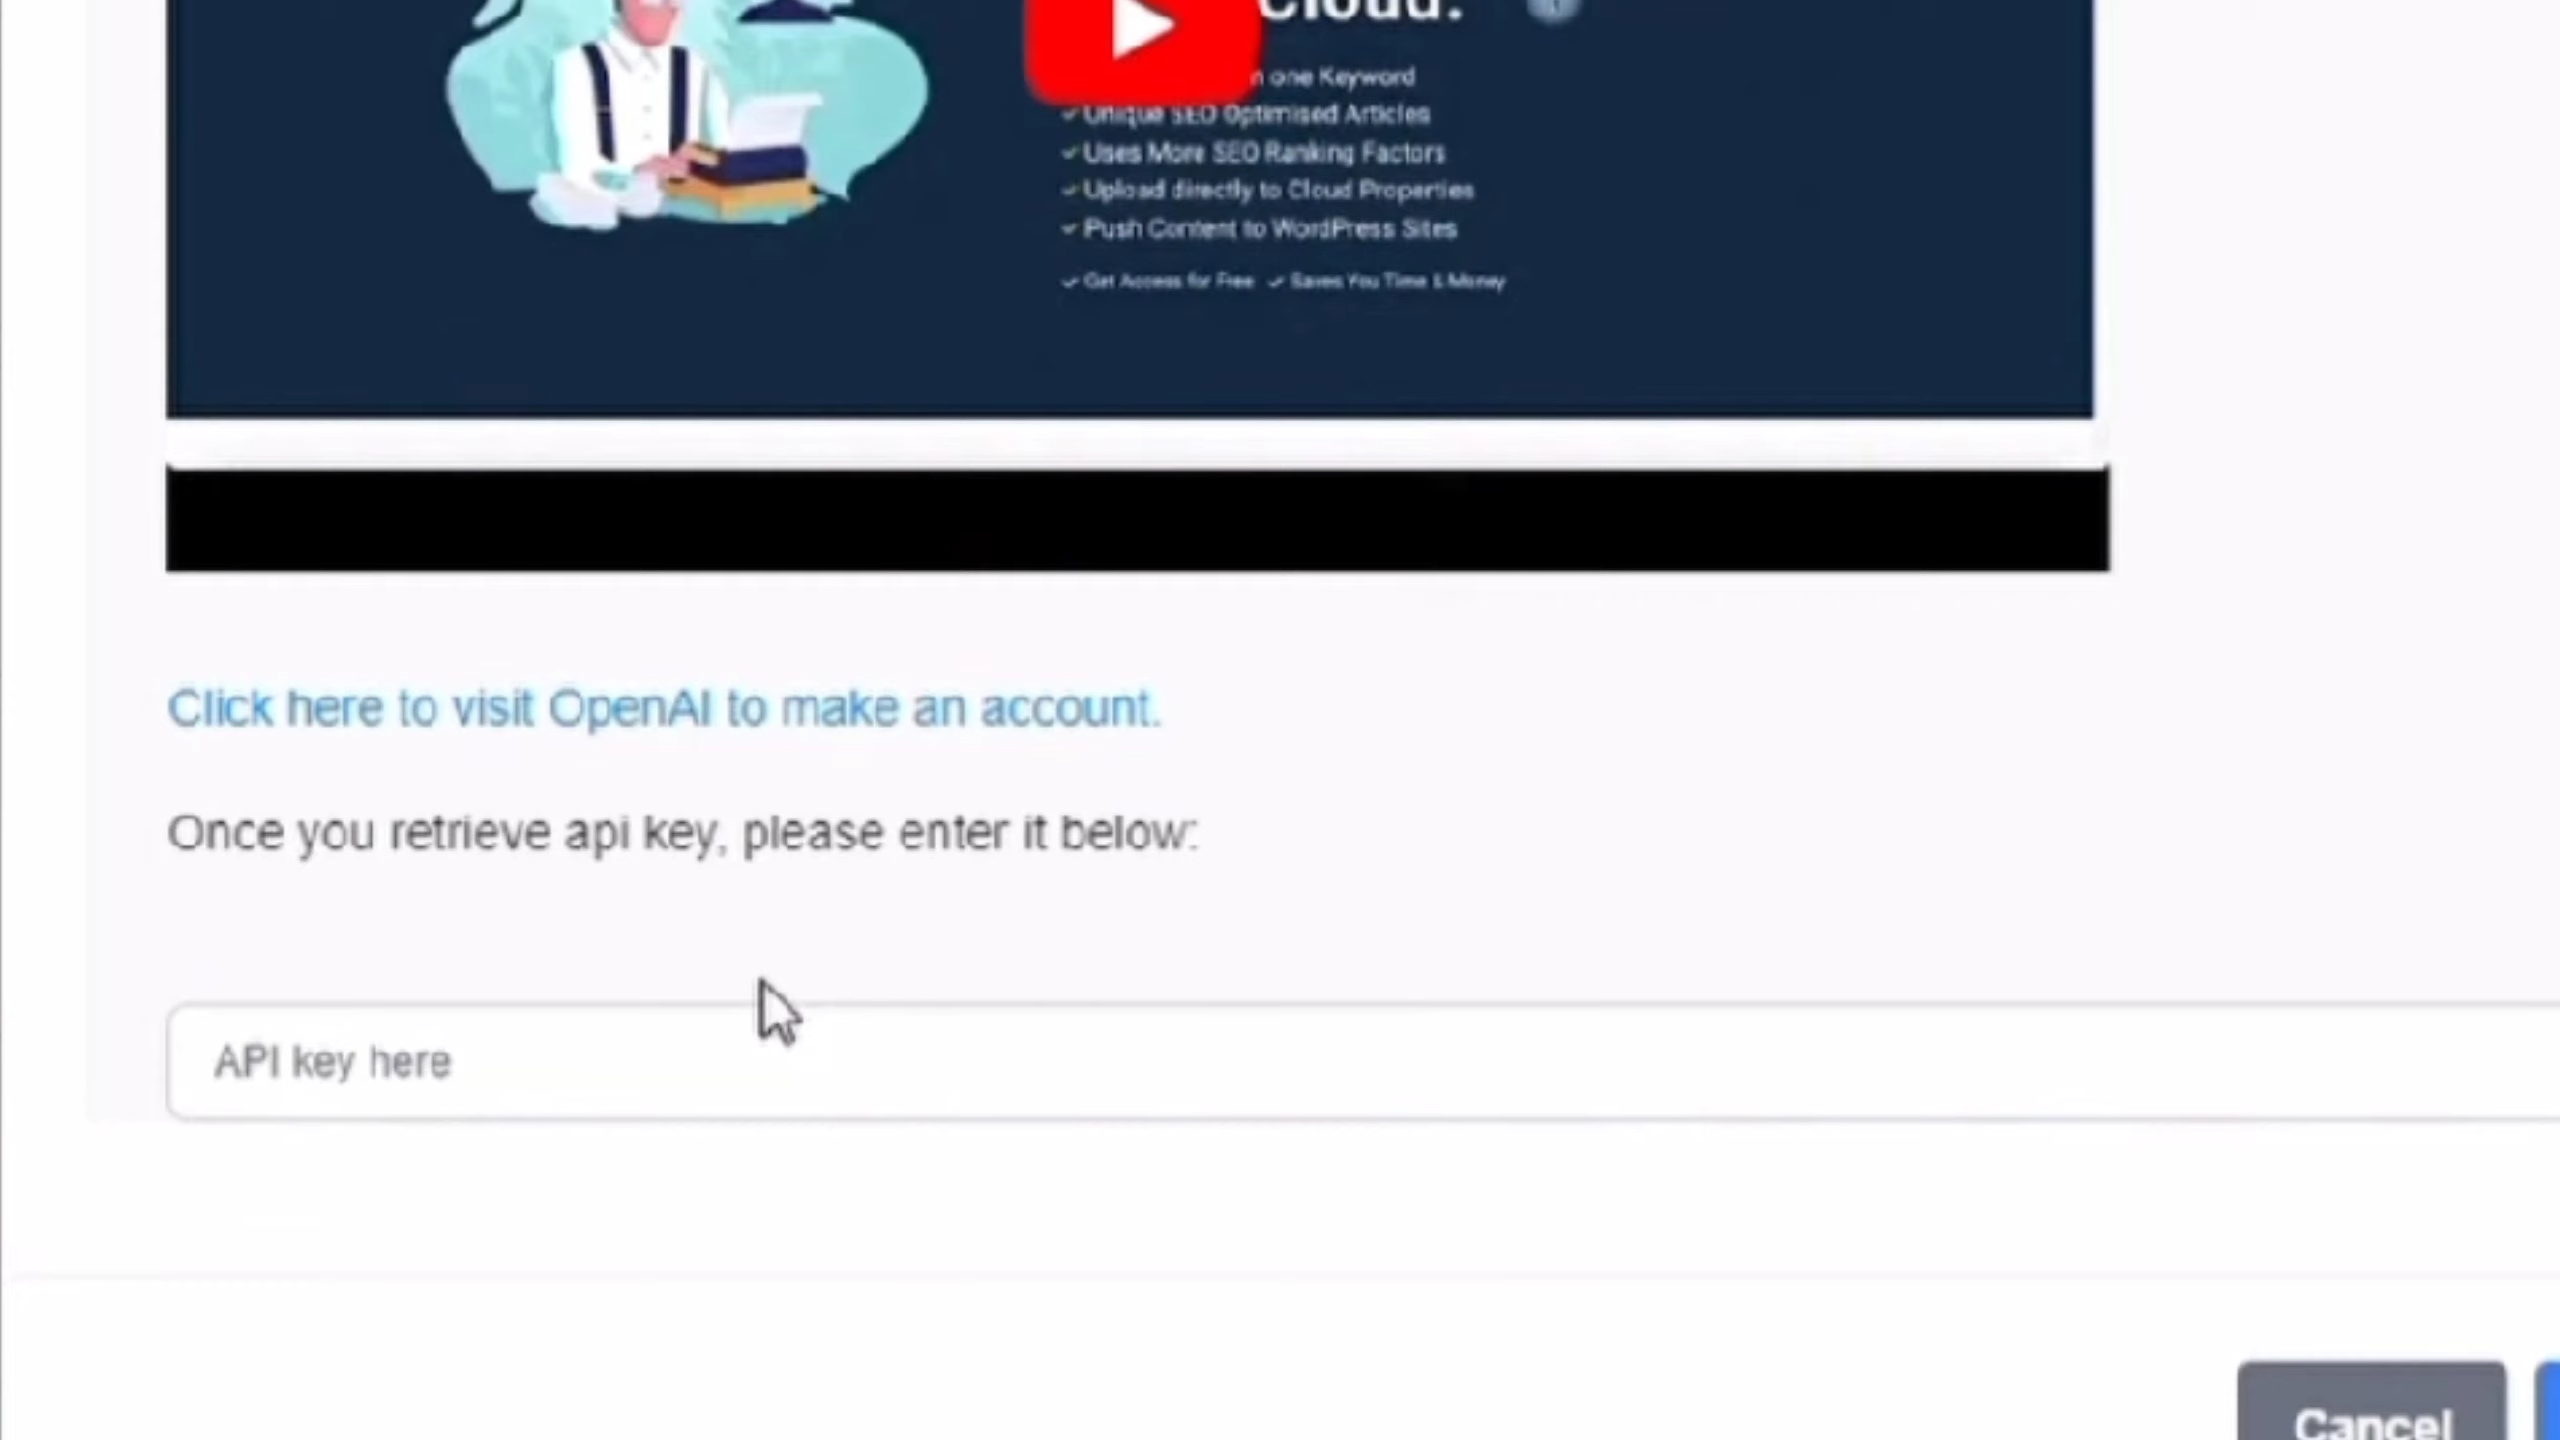 Cloud.
n one Keyword
✓ Unique SEO Optimised Articles
✓ Uses More SEO Ranking Factors
✓ Upload directly to Cloud Properties
✓ Push Content to WordPress Sites
✓ Get Access for Free ✓ Saves You Time & Money
Click here to visit OpenAI to make an account.
Once you retrieve api key, please enter it below:
API key here
Cancel